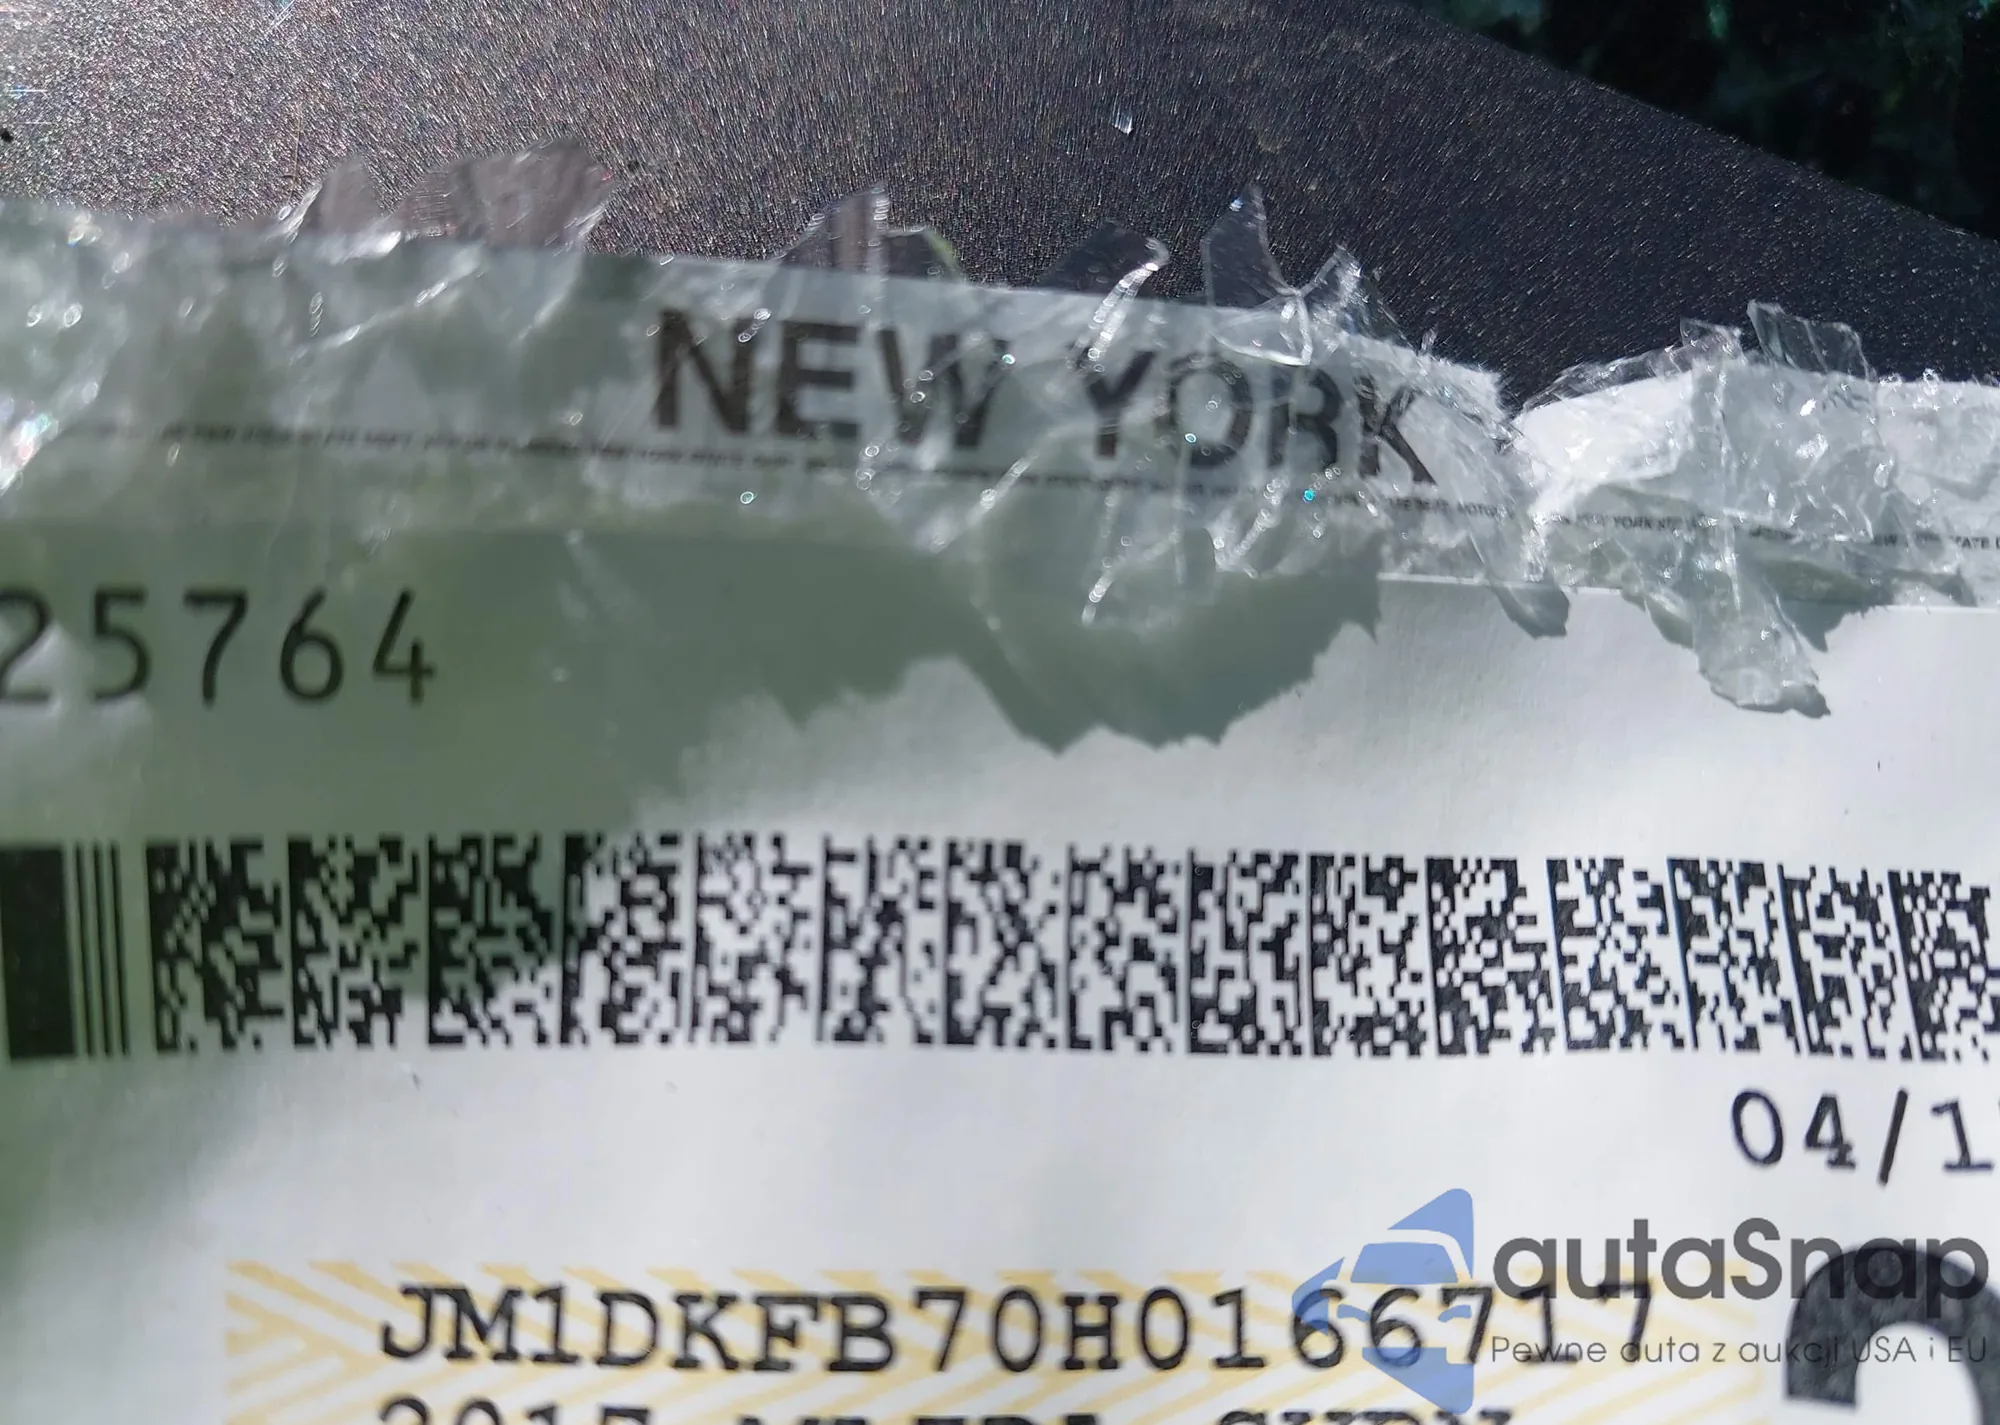 NEW YORK
25764
04/1
JM1DKFB70H0166717
autaSnap
Pewne auta z aukcji USA i EU